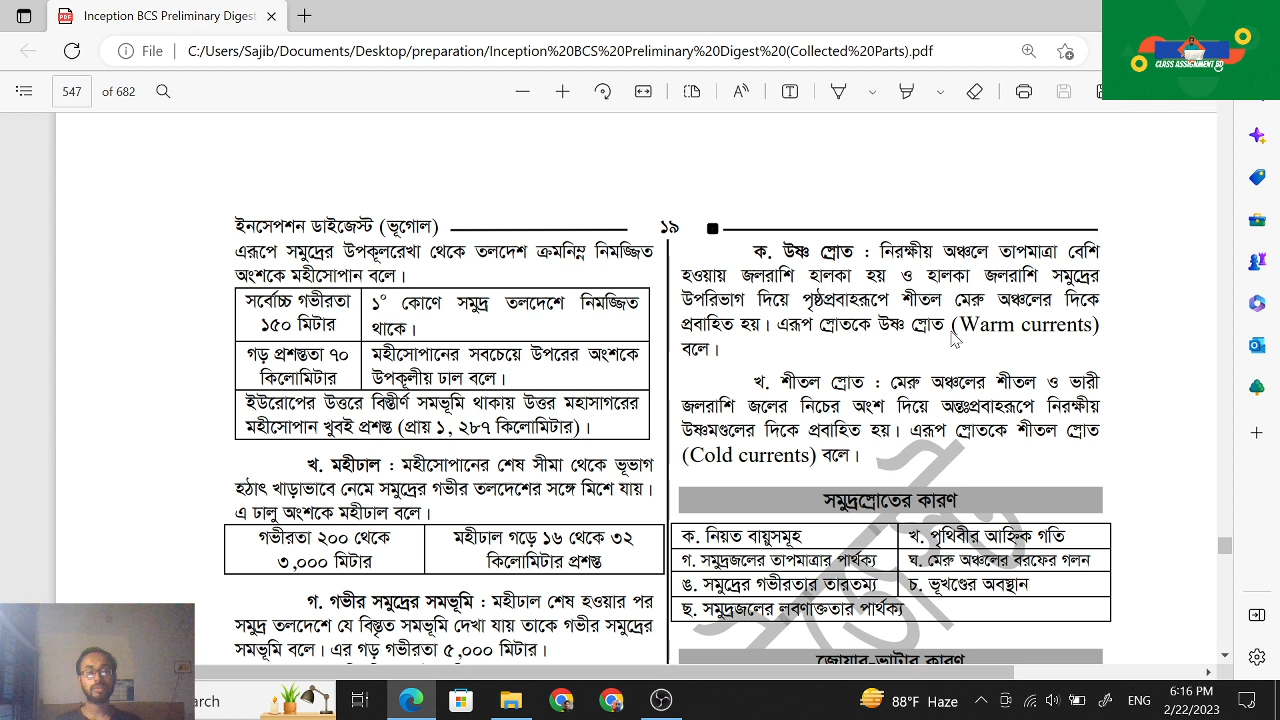 Inception BCS Preliminary Digest
File C:/Users/Sajib/Documents/Desktop/preparation/Inception%20BCS%20Preliminary%20Digest%20(Collected%20Parts).pdf
CLASS ASSIGNMENT BD
547 of 682
ইনসেপশন ডাইজেস্ট (ভূগোল) ১৯
এরূপে সমুদ্রের উপকূলরেখা থেকে তলদেশ ক্রমনিম্ন নিমজ্জিত
অংশকে মহীসোপান বলে।
সর্বোচ্চ গভীরতা
১৫০ মিটার
১° কোণে সমুদ্র তলদেশে নিমজ্জিত
থাকে।
গড় প্রশস্ততা ৭০
কিলোমিটার
মহীসোপানের সবচেয়ে উপরের অংশকে
উপকূলীয় ঢাল বলে।
ইউরোপের উত্তরে বিস্তীর্ণ সমভূমি থাকায় উত্তর মহাসাগরের
মহীসোপান খুবই প্রশস্ত (প্রায় ১, ২৮৭ কিলোমিটার)।
খ. মহীঢাল : মহীসোপানের শেষ সীমা থেকে ভূভাগ
হঠাৎ খাড়াভাবে নেমে সমুদ্রের গভীর তলদেশের সঙ্গে মিশে যায়।
এ ঢালু অংশকে মহীঢাল বলে।
গভীরতা ২০০ থেকে
৩,০০০ মিটার
মহীঢাল গড়ে ১৬ থেকে ৩২
কিলোমিটার প্রশস্ত
গ. গভীর সমুদ্রের সমভূমি : মহীঢাল শেষ হওয়ার পর
সমুদ্র তলদেশে যে বিস্তৃত সমভূমি দেখা যায় তাকে গভীর সমুদ্রের
সমভূমি বলে। এর গড় গভীরতা ৫,০০০ মিটার।
ক. উষ্ণ স্রোত : নিরক্ষীয় অঞ্চলে তাপমাত্রা বেশি
হওয়ায় জলরাশি হালকা হয় ও হালকা জলরাশি সমুদ্রের
উপরিভাগ দিয়ে পৃষ্ঠপ্রবাহরূপে শীতল মেরু অঞ্চলের দিকে
প্রবাহিত হয়। এরূপ স্রোতকে উষ্ণ স্রোত (Warm currents)
বলে।
খ. শীতল স্রোত : মেরু অঞ্চলের শীতল ও ভারী
জলরাশি জলের নিচের অংশ দিয়ে অন্তঃপ্রবাহরূপে নিরক্ষীয়
উষ্ণমণ্ডলের দিকে প্রবাহিত হয়। এরূপ স্রোতকে শীতল স্রোত
(Cold currents) বলে।
সমুদ্রস্রোতের কারণ
ক. নিয়ত বায়ুসমূহ খ. পৃথিবীর আহ্নিক গতি
গ. সমুদ্রজলের তাপমাত্রার পার্থক্য ঘ. মেরু অঞ্চলের বরফের গলন
ঙ. সমুদ্রের গভীরতার তারতম্য চ. ভূখণ্ডের অবস্থান
ছ. সমুদ্রজলের লবণাক্ততার পার্থক্য
জোয়ার-ভাটার কারণ
arch 88°F Haze ENG 6:16 PM
2/22/2023